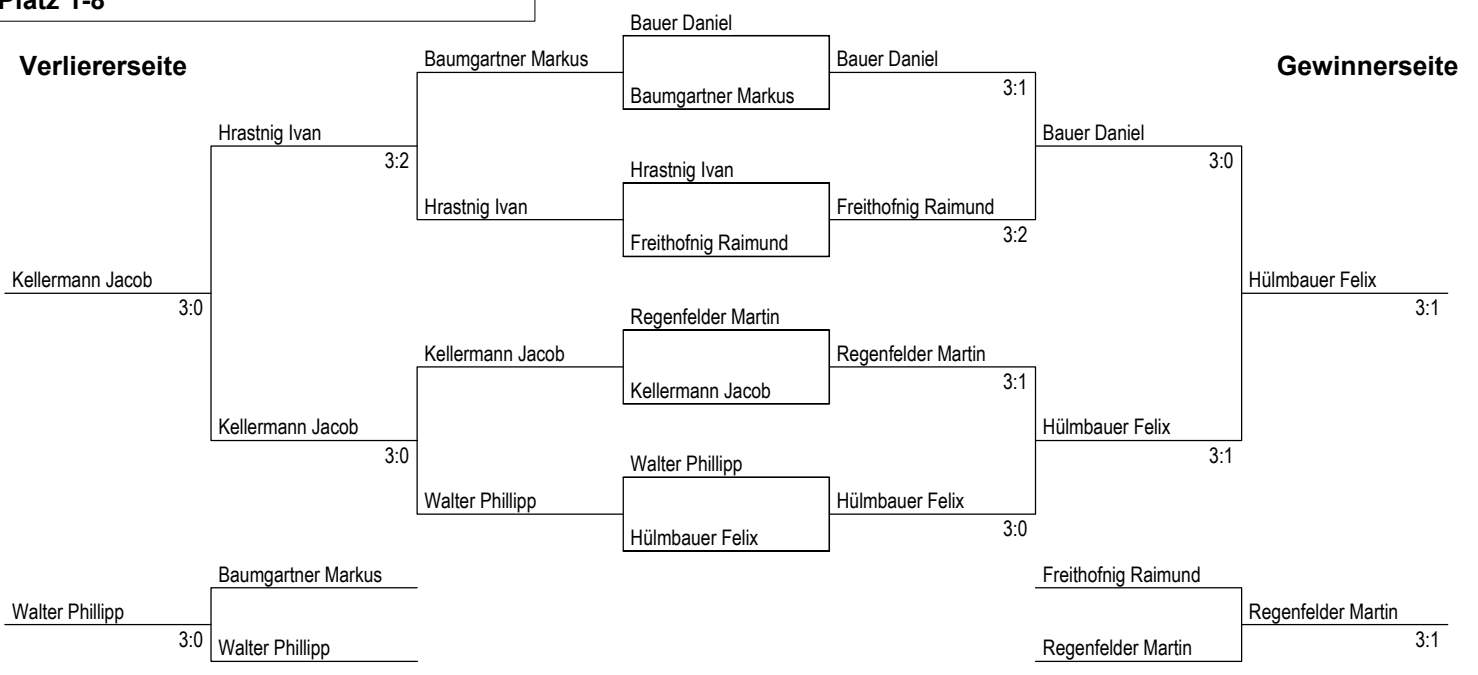 Platz 1-8
Verliererseite
Gewinnerseite
Bauer Daniel
Baumgartner Markus
Bauer Daniel
3:1
Baumgartner Markus
Hrastnig Ivan
3:2
Bauer Daniel
3:0
Hrastnig Ivan
Hrastnig Ivan
Freithofnig Raimund
3:2
Freithofnig Raimund
Kellermann Jacob
3:0
Hülmbauer Felix
3:1
Regenfelder Martin
Kellermann Jacob
Regenfelder Martin
3:1
Kellermann Jacob
Kellermann Jacob
3:0
Hülmbauer Felix
3:1
Walter Phillipp
Walter Phillipp
Hülmbauer Felix
3:0
Hülmbauer Felix
Baumgartner Markus
Freithofnig Raimund
Walter Phillipp
3:0
Regenfelder Martin
3:1
Walter Phillipp
Regenfelder Martin